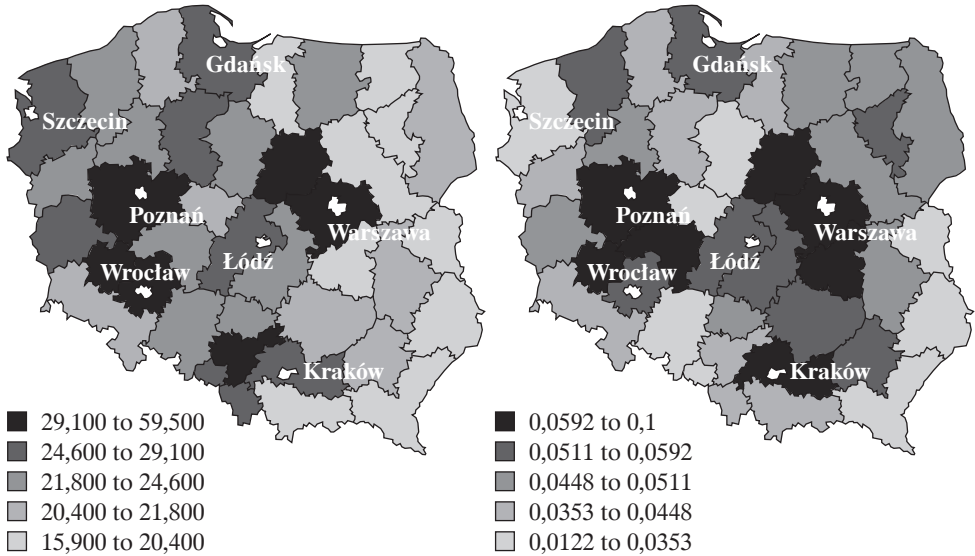 Gdańsk
Szczecin
Poznań
Warszawa
Wrocław
Łódź
Kraków
29,100 to 59,500
24,600 to 29,100
21,800 to 24,600
20,400 to 21,800
15,900 to 20,400
Gdańsk
Szczecin
Poznań
Warszawa
Wrocław
Łódź
Kraków
0,0592 to 0,1
0,0511 to 0,0592
0,0448 to 0,0511
0,0353 to 0,0448
0,0122 to 0,0353